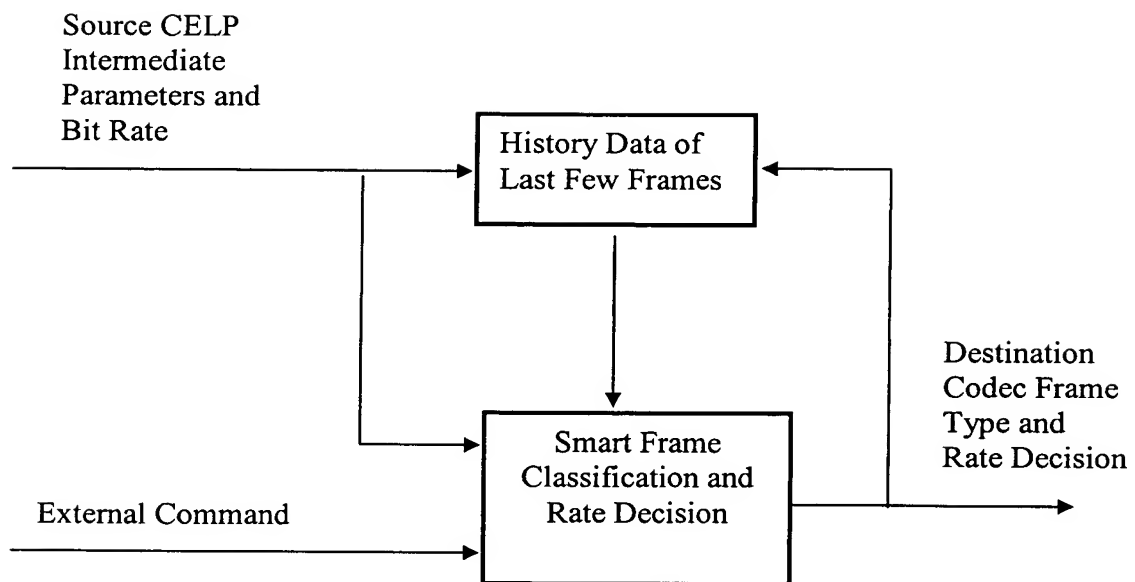 Source CELP
Intermediate
Parameters and
Bit Rate
History Data of
Last Few Frames
Smart Frame
Classification and
Rate Decision
External Command
Destination
Codec Frame
Type and
Rate Decision